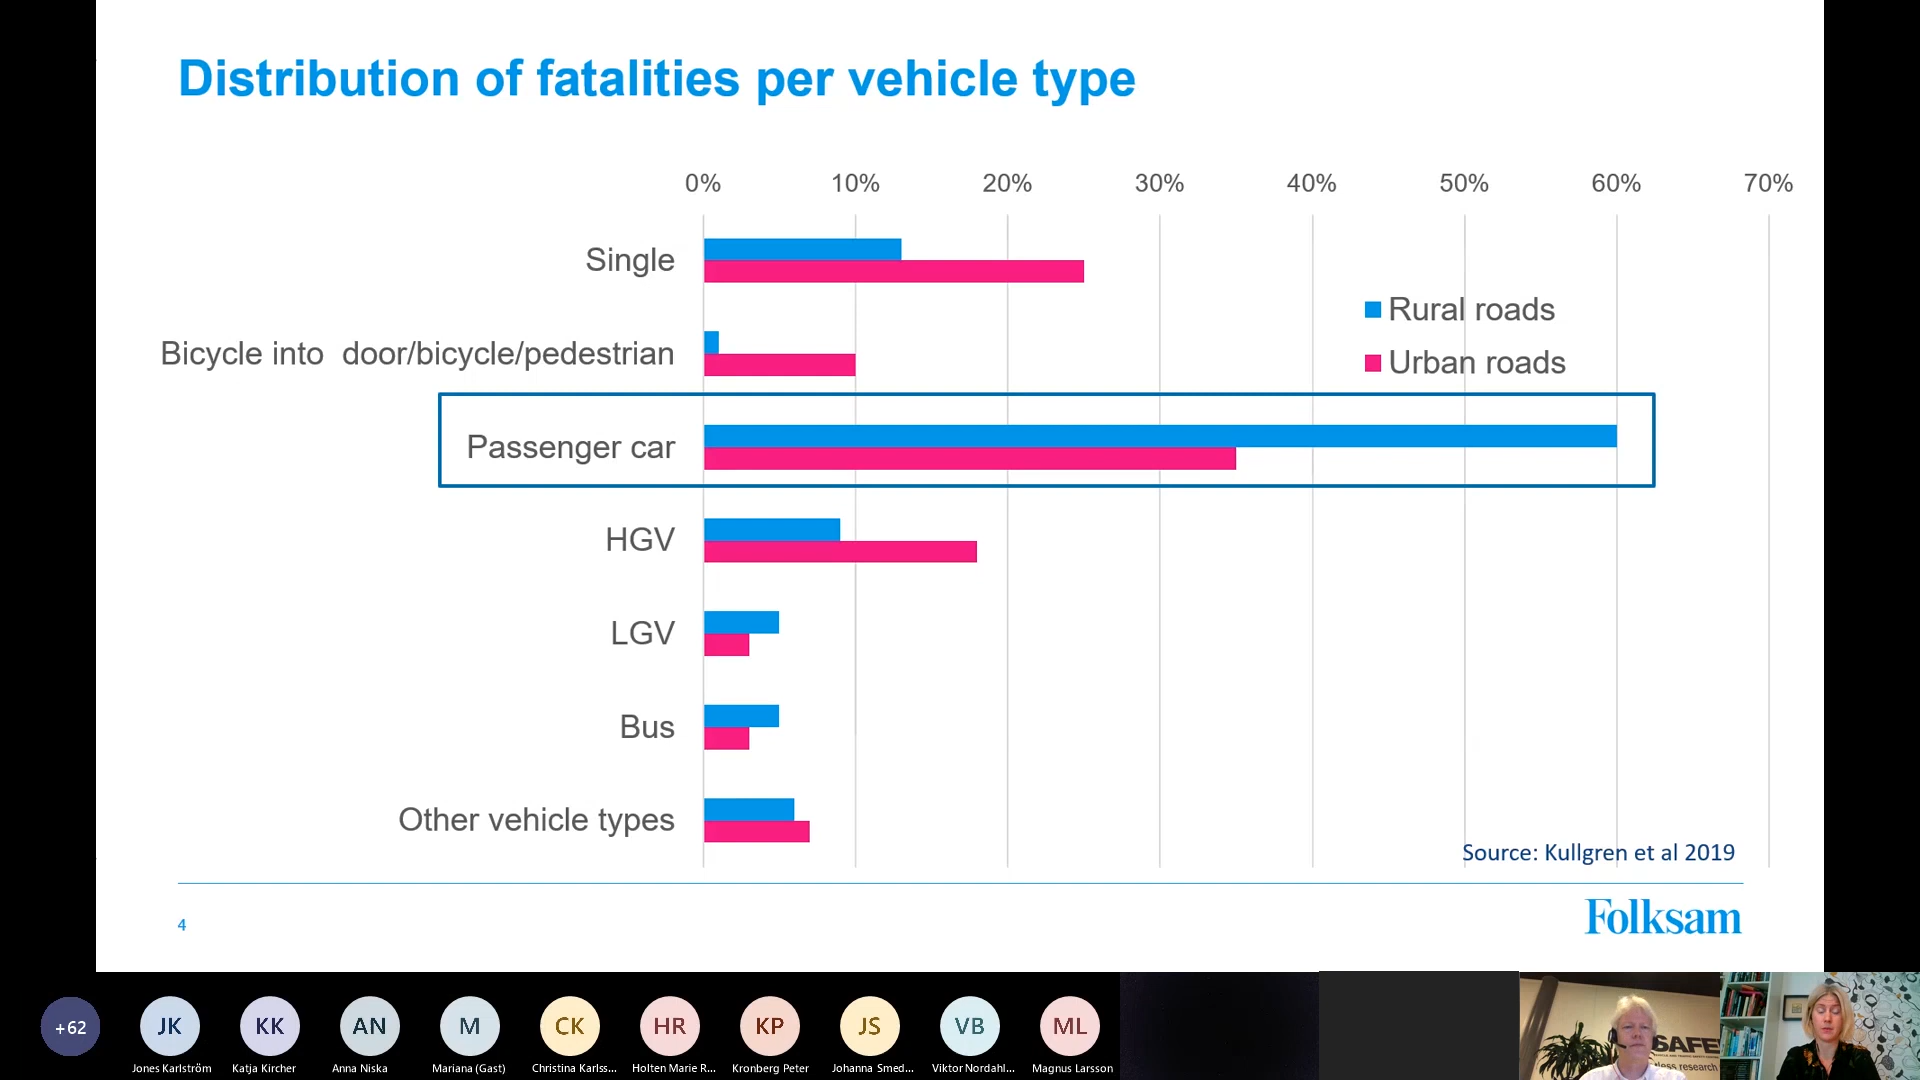 Distribution of fatalities per vehicle type
0% 10% 20% 30% 40% 50% 60% 70%
Single
Bicycle into door/bicycle/pedestrian
Passenger car
HGV
LGV
Bus
Other vehicle types
Rural roads
Urban roads
Source: Kullgren et al 2019
4
Folksam
+62
JK
KK
AN
M
CK
HR
KP
JS
VB
ML
Jones Karlström
Katja Kircher
Anna Niska
Mariana (Gast)
Christina Karlss...
Holten Marie R...
Kronberg Peter
Johanna Smed...
Viktor Nordahl...
Magnus Larsson
SAFE
research